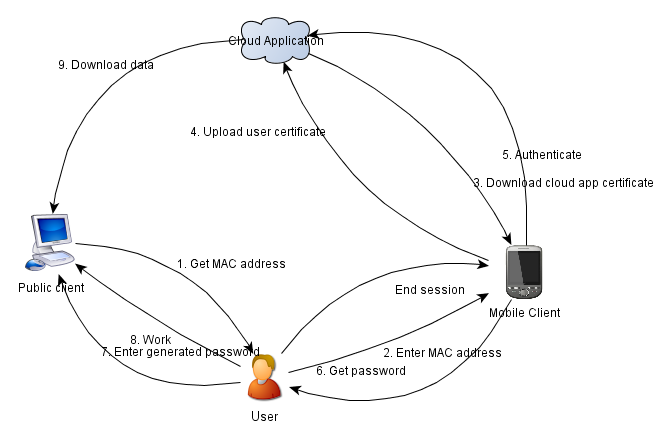 Cloud Application
9. Download data
4. Upload user certificate
5. Authenticate
3. Download cloud app certificate
1. Get MAC address
Public client
End session
Mobile Client
8. Work
7. Enter generated password
2. Enter MAC address
6. Get password
User